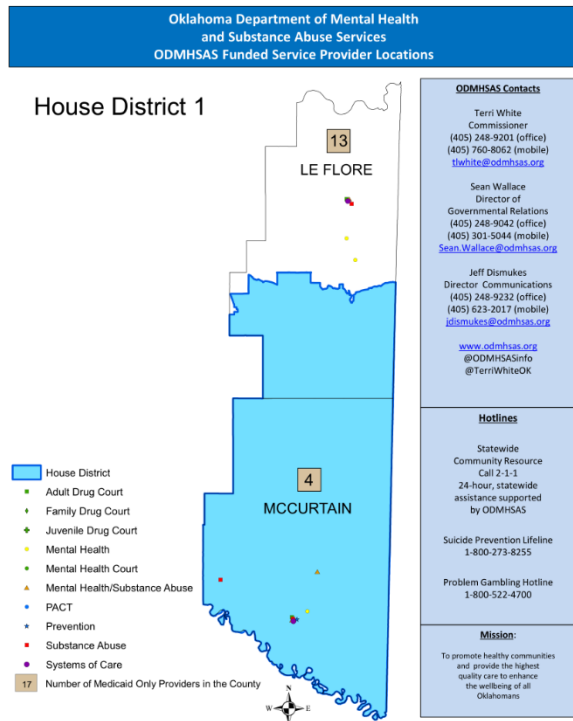 Oklahoma Department of Mental Health
and Substance Abuse Services
ODMHSAS Funded Service Provider Locations
House District 1
13
LE FLORE
4
MCCURTAIN
House District
Adult Drug Court
Family Drug Court
Juvenile Drug Court
Mental Health
Mental Health Court
Mental Health/Substance Abuse
PACT
Prevention
Substance Abuse
Systems of Care
17 Number of Medicaid Only Providers in the County
N
W E
S
ODMHSAS Contacts
Terri White
Commissioner
(405) 248-9201 (office)
(405) 760-8062 (mobile)
tlwhite@odmhsas.org
Sean Wallace
Director of
Governmental Relations
(405) 248-9042 (office)
(405) 301-5044 (mobile)
Sean.Wallace@odmhsas.org
Jeff Dismukes
Director Communications
(405) 248-9232 (office)
(405) 623-2017 (mobile)
jdismukes@odmhsas.org
www.odmhsas.org
@ODMHSASinfo
@TerriWhiteOK
Hotlines
Statewide
Community Resource
Call 2-1-1
24-hour, statewide
assistance supported
by ODMHSAS
Suicide Prevention Lifeline
1-800-273-8255
Problem Gambling Hotline
1-800-522-4700
Mission:
To promote healthy communities
and provide the highest
quality care to enhance
the wellbeing of all
Oklahomans